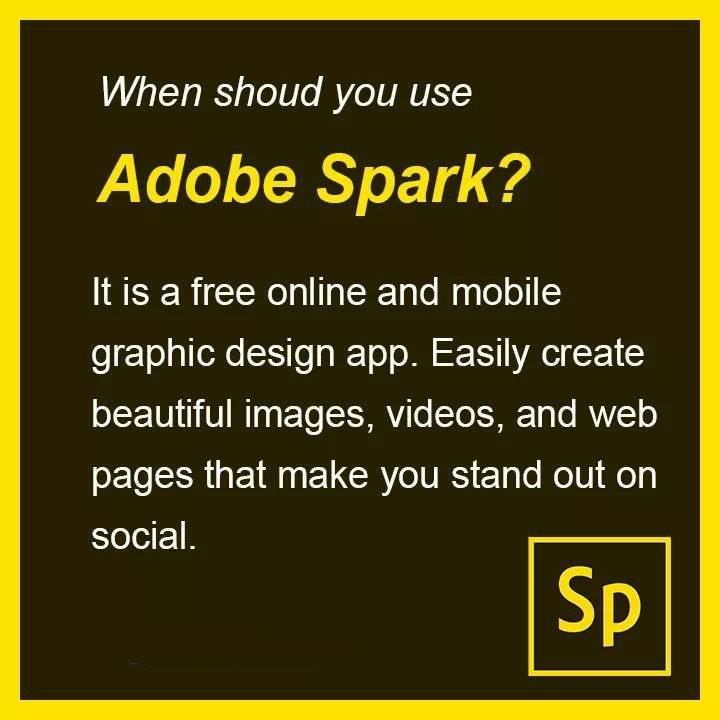 When shoud you use
Adobe Spark?
It is a free online and mobile
graphic design app. Easily create
beautiful images, videos, and web
pages that make you stand out on
social.
Sp